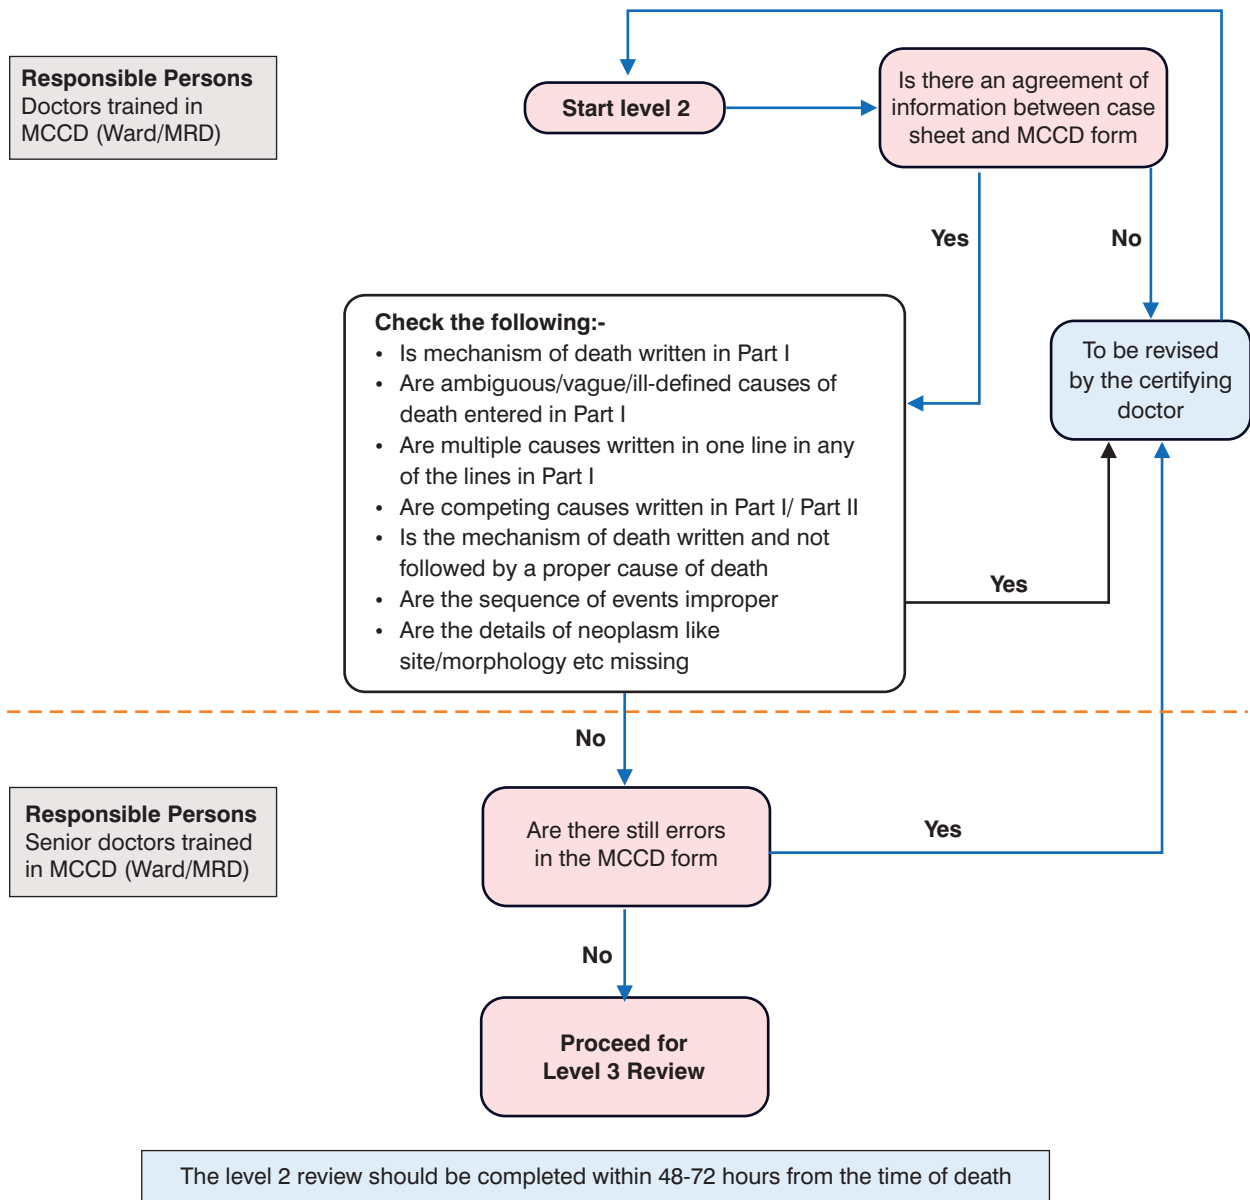 Responsible Persons
Doctors trained in
MCCD (Ward/MRD)
Start level 2
Is there an agreement of
information between case
sheet and MCCD form
Yes
No
Check the following:-
• Is mechanism of death written in Part I
• Are ambiguous/vague/ill-defined causes of
death entered in Part I
• Are multiple causes written in one line in any
of the lines in Part I
• Are competing causes written in Part I/ Part II
• Is the mechanism of death written and not
followed by a proper cause of death
• Are the sequence of events improper
• Are the details of neoplasm like
site/morphology etc missing
To be revised
by the certifying
doctor
Yes
No
Responsible Persons
Senior doctors trained
in MCCD (Ward/MRD)
Are there still errors
in the MCCD form
Yes
No
Proceed for
Level 3 Review
The level 2 review should be completed within 48-72 hours from the time of death